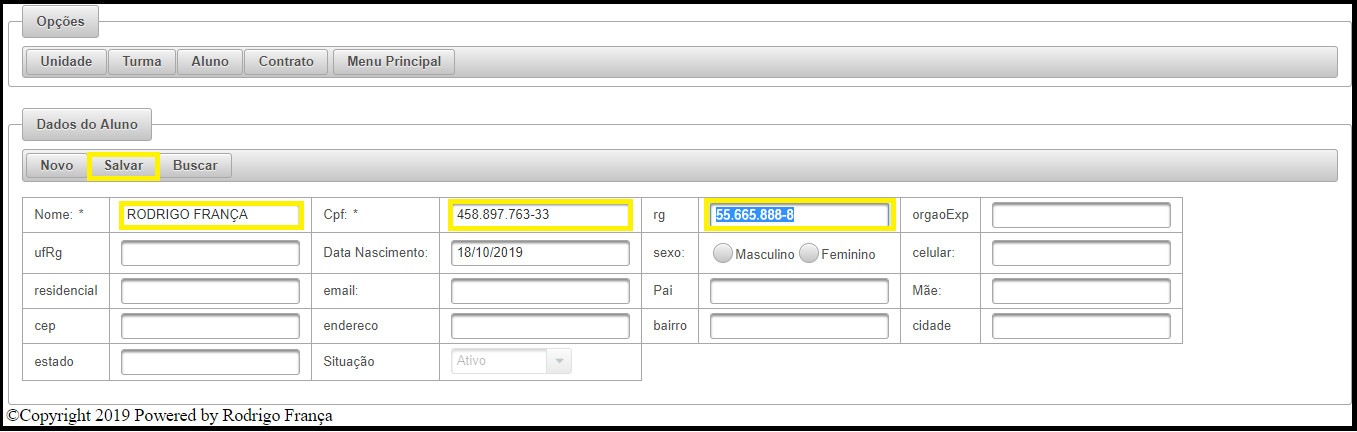 Opções
Unidade Turma Aluno Contrato Menu Principal
Dados do Aluno
Novo Salvar Buscar
Nome: * RODRIGO FRANÇA Cpf: * 458.897.763-33 rg 55.665.888-8 orgaoExp
ufRg Data Nascimento: 18/10/2019 sexo: Masculino Feminino celular:
residencial email: Pai Mãe:
cep endereco bairro cidade
estado Situação Ativo
©Copyright 2019 Powered by Rodrigo França